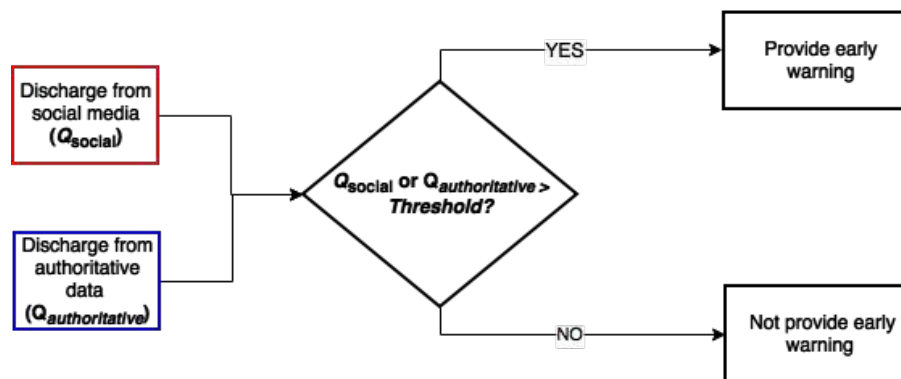 YES
Provide early
warning
Discharge from
social media
(Qsocial)
Qsocial or Qauthoritative >
Threshold?
Discharge from
authoritative
data
(Qauthoritative)
NO
Not provide early
warning